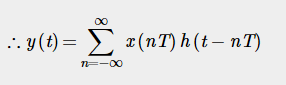 ∴ y(t) = ∑_{n=-∞}^{∞} x(nT) h(t − nT)